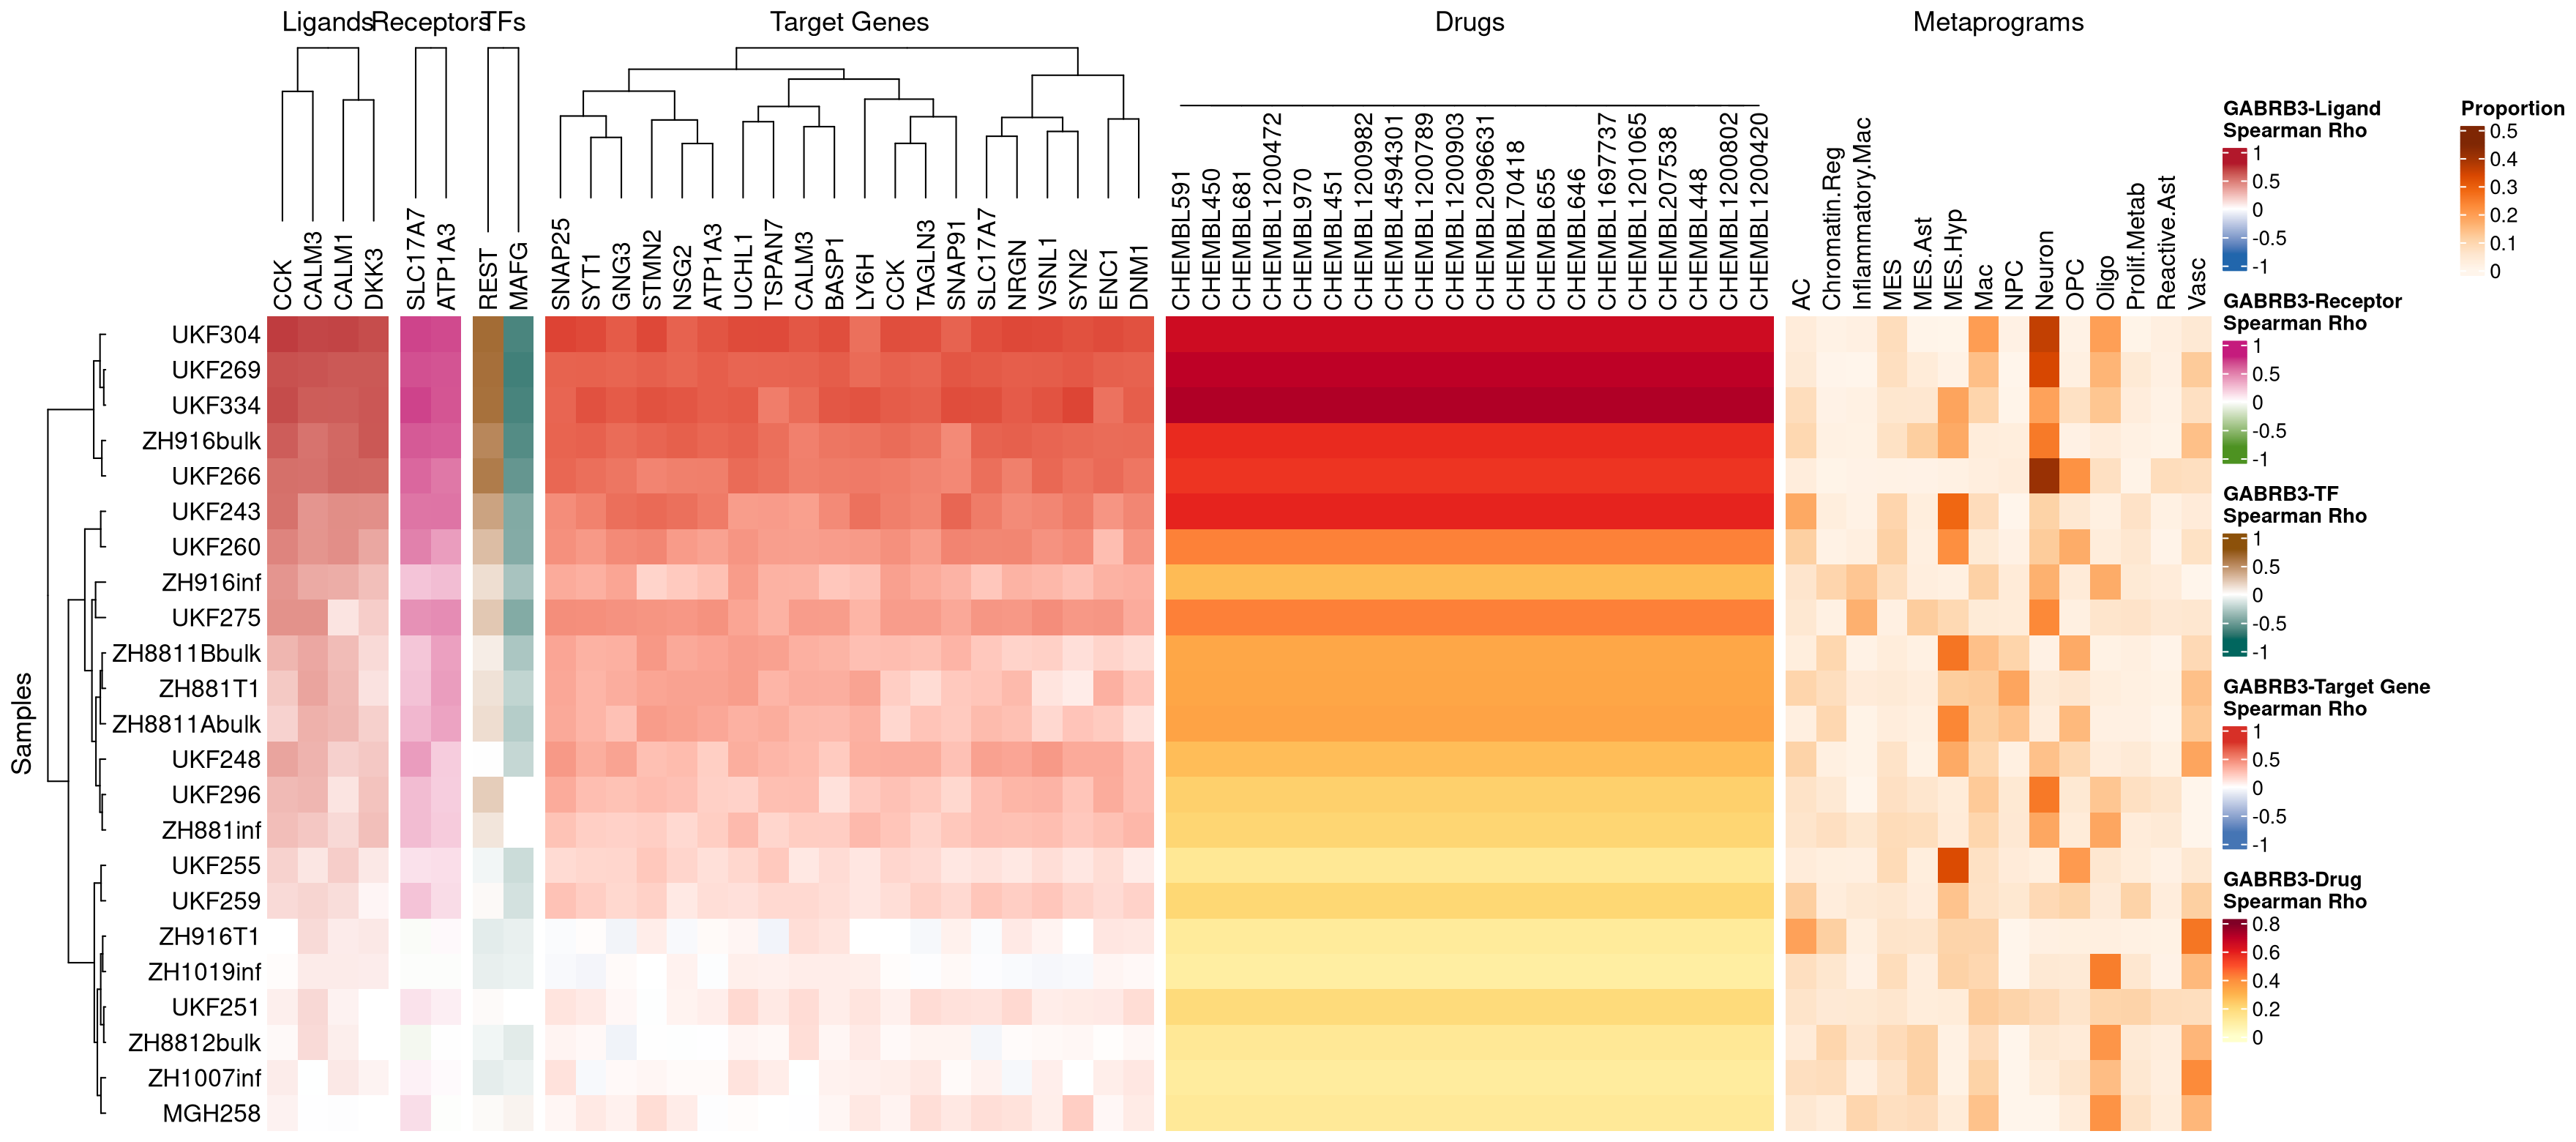 Ligands
Receptors
TFs
Target Genes
Drugs
Metaprograms
CCK
CALM3
CALM1
DKK3
SLC17A7
ATP1A3
REST
MAFG
SNAP25
SYT1
GNG3
STMN2
NSG2
ATP1A3
UCHL1
TSPAN7
CALM3
BASP1
LY6H
CCK
TAGLN3
SNAP91
SLC17A7
NRGN
VSNL1
SYN2
ENC1
DNM1
CHEMBL591
CHEMBL450
CHEMBL681
CHEMBL1200472
CHEMBL970
CHEMBL451
CHEMBL1200982
CHEMBL4594301
CHEMBL1200789
CHEMBL1200903
CHEMBL2096631
CHEMBL70418
CHEMBL655
CHEMBL646
CHEMBL1697737
CHEMBL1201065
CHEMBL207538
CHEMBL448
CHEMBL1200802
CHEMBL1200420
AC
Chromatin.Reg
Inflammatory.Mac
MES
MES.Ast
MES.Hyp
Mac
NPC
Neuron
OPC
Oligo
Prolif.Metab
Reactive.Ast
Vasc
Samples
UKF304
UKF269
UKF334
ZH916bulk
UKF266
UKF243
UKF260
ZH916inf
UKF275
ZH8811Bbulk
ZH881T1
ZH8811Abulk
UKF248
UKF296
ZH881inf
UKF255
UKF259
ZH916T1
ZH1019inf
UKF251
ZH8812bulk
ZH1007inf
MGH258
GABRB3-Ligand
Spearman Rho
1
0.5
0
-0.5
-1
GABRB3-Receptor
Spearman Rho
1
0.5
0
-0.5
-1
GABRB3-TF
Spearman Rho
1
0.5
0
-0.5
-1
GABRB3-Target Gene
Spearman Rho
1
0.5
0
-0.5
-1
GABRB3-Drug
Spearman Rho
0.8
0.6
0.4
0.2
0
Proportion
0.5
0.4
0.3
0.2
0.1
0